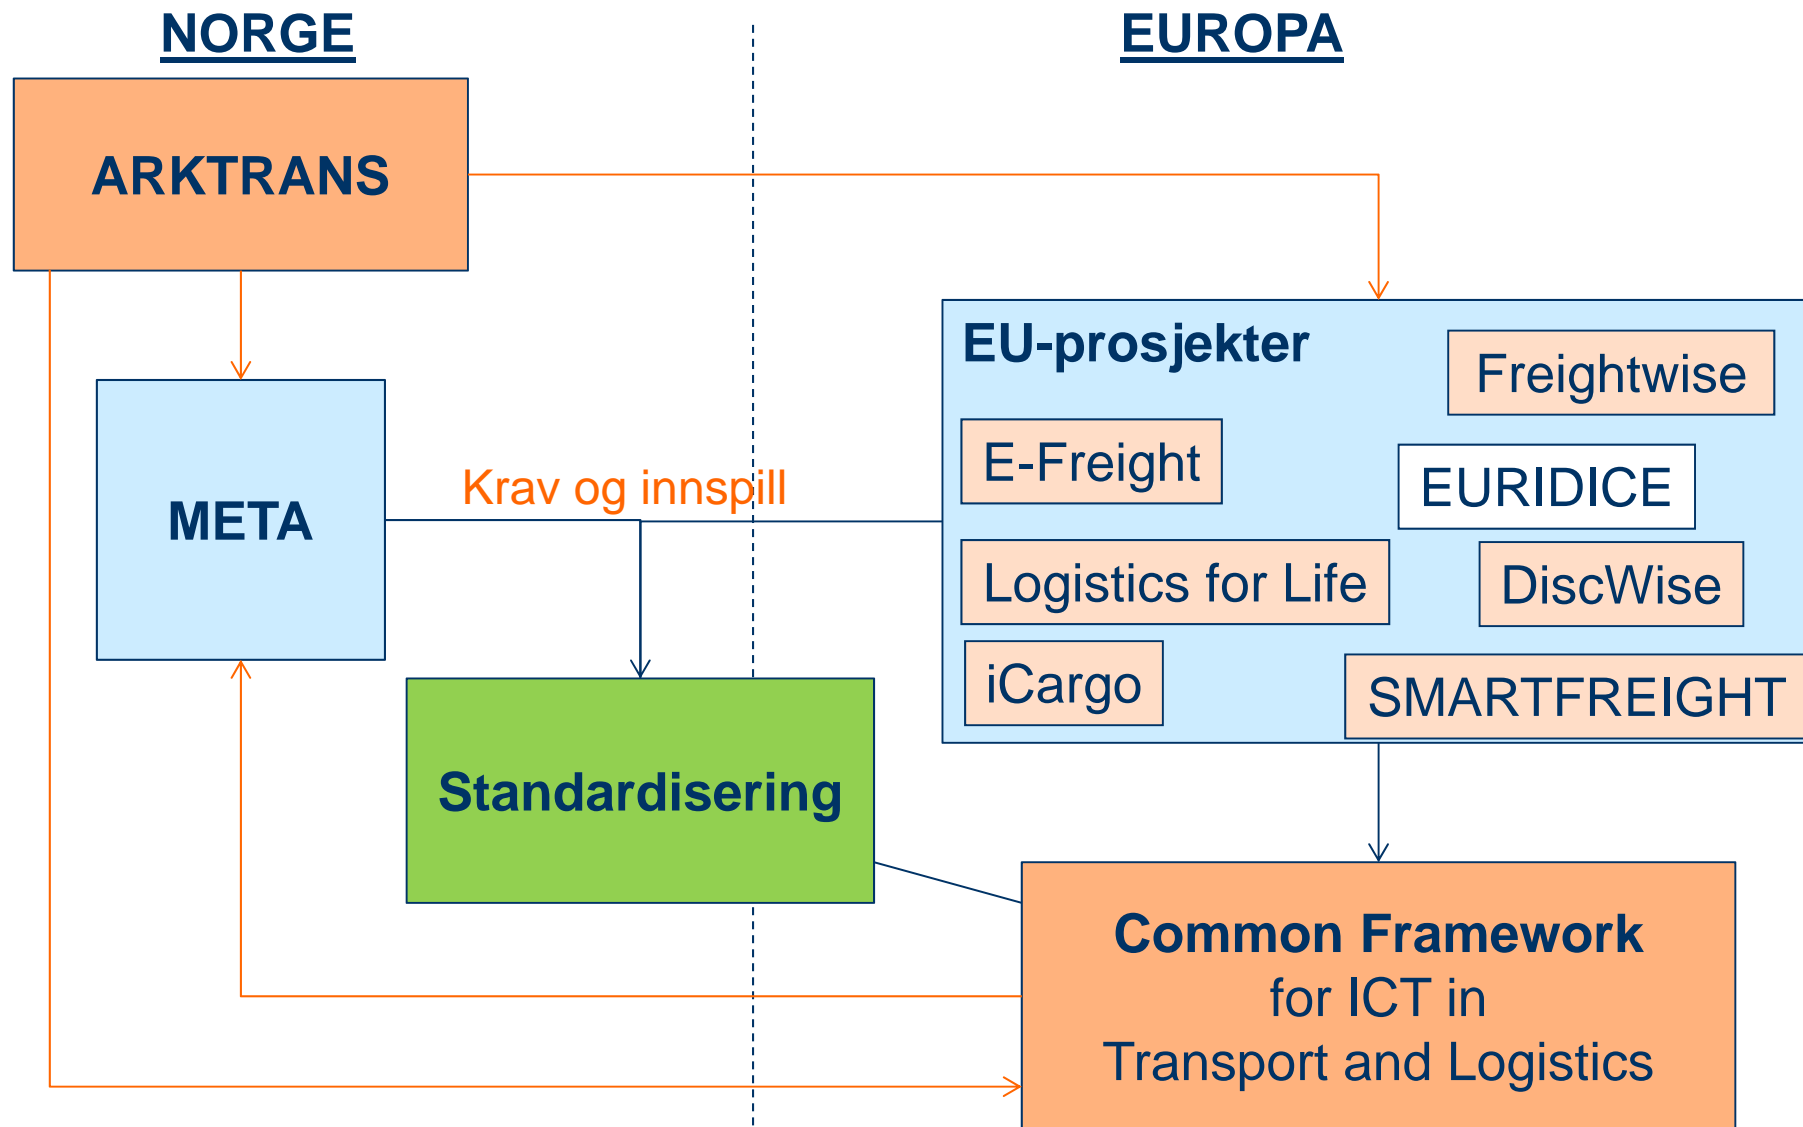 NORGE
EUROPA
ARKTRANS
EU-prosjekter
Freightwise
E-Freight
EURIDICE
Krav og innspill
META
Logistics for Life
DiscWise
iCargo
SMARTFREIGHT
Standardisering
Common Framework
for ICT in
Transport and Logistics